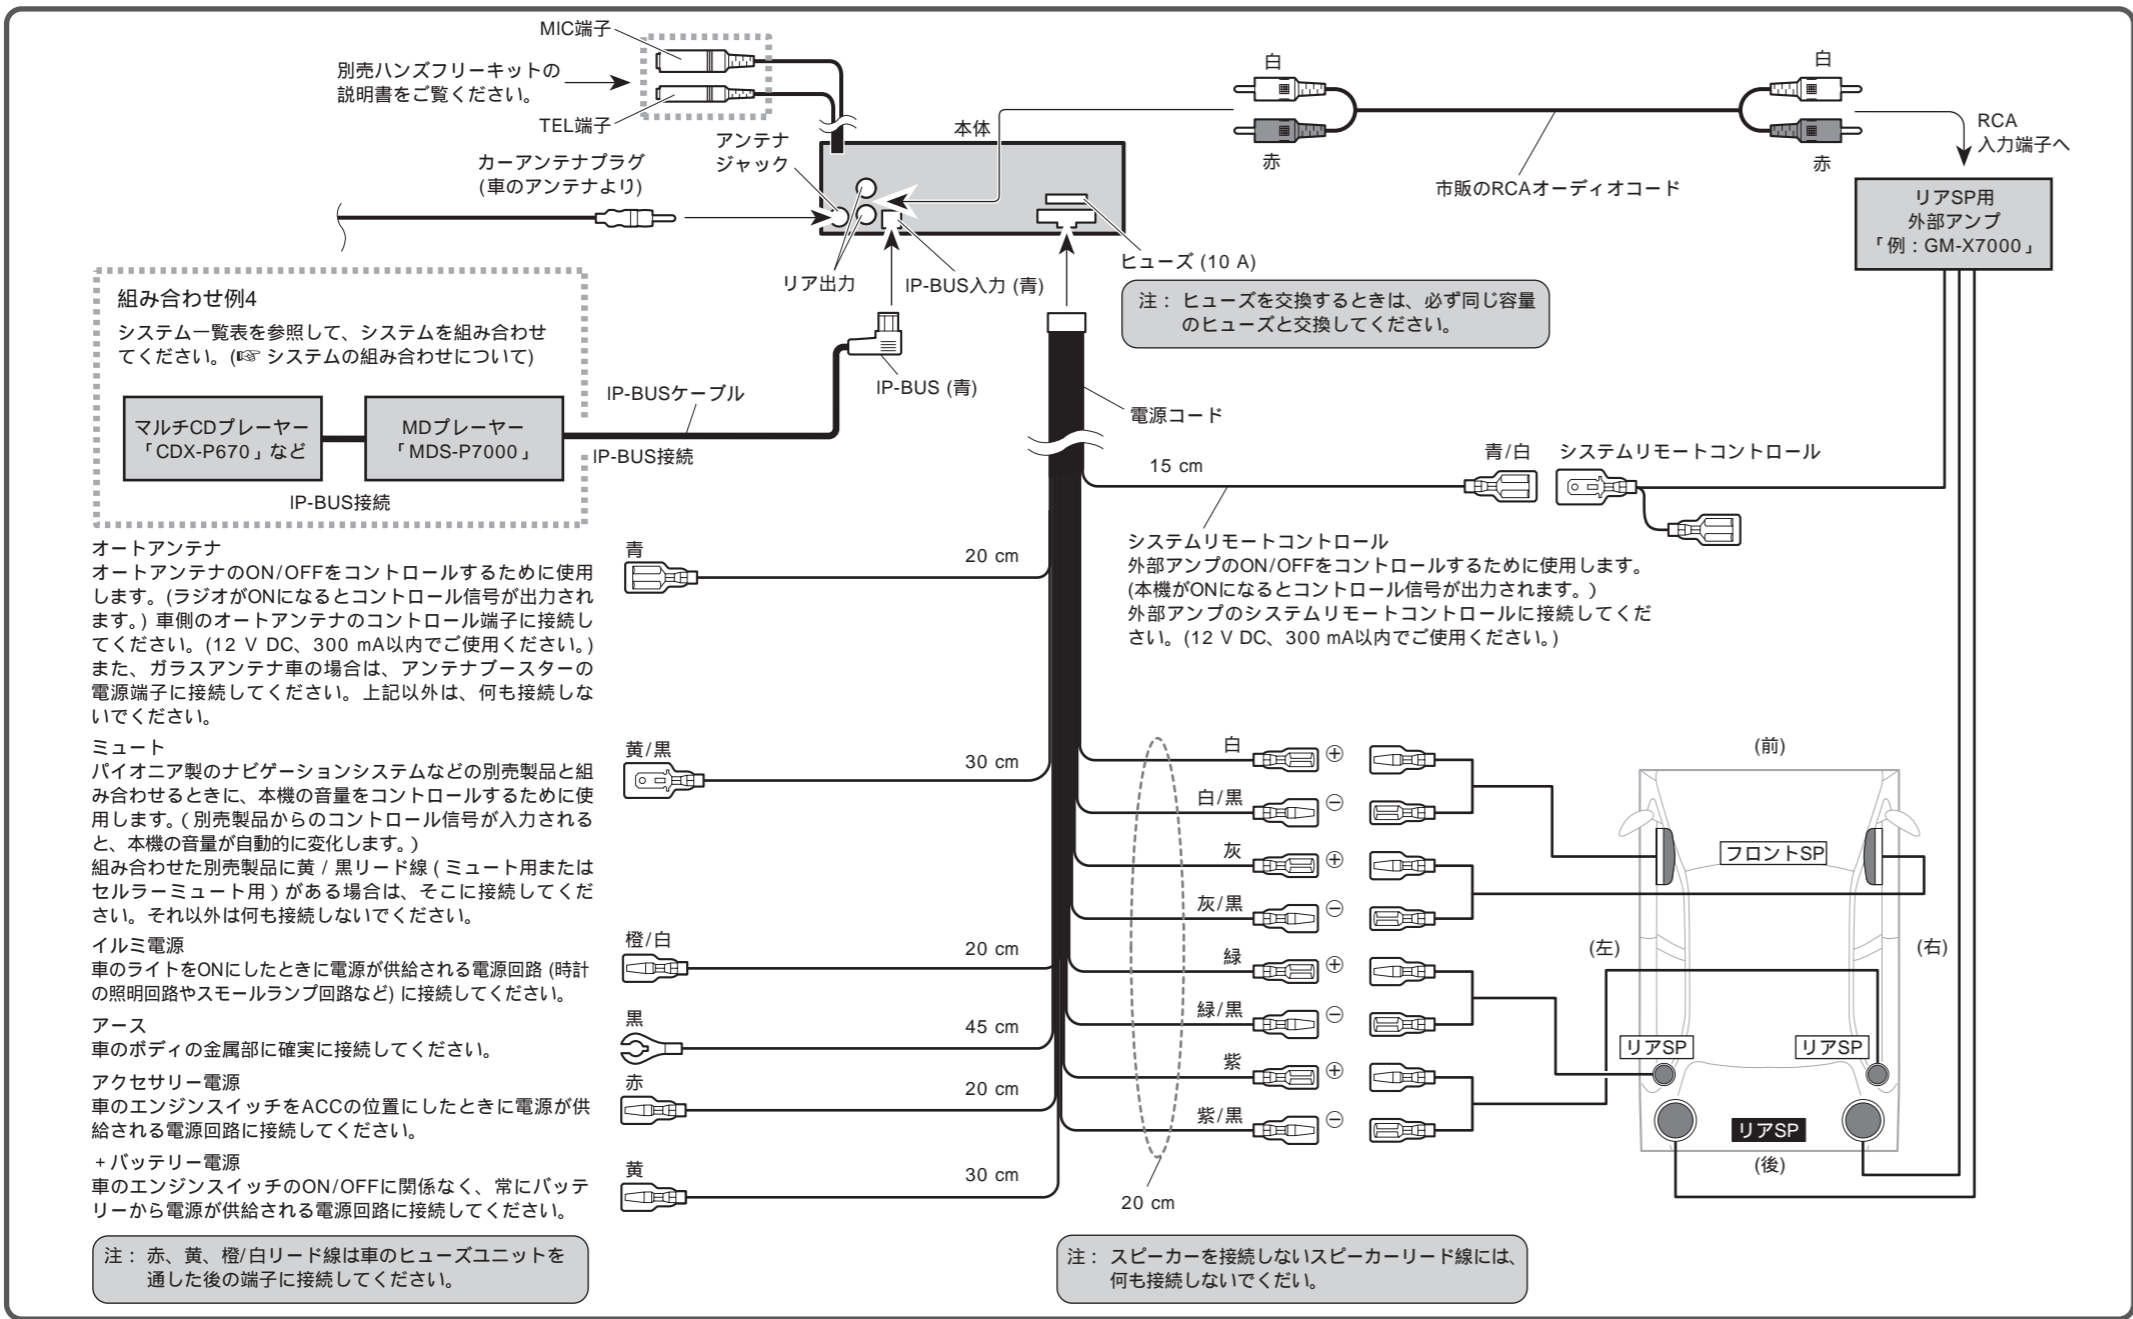 MIC端子
別売ハンズフリーキットの
説明書をご覧ください。
TEL端子
カーアンテナプラグ
(車のアンテナより)
アンテナ
ジャック
本体
白
赤
市販のRCAオーディオコード
白
赤
RCA
入力端子へ
リアSP用
外部アンプ
「例：GM-X7000」
リア出力
IP-BUS入力 (青)
ヒューズ (10 A)
注： ヒューズを交換するときは、必ず同じ容量
のヒューズと交換してください。
組み合わせ例4
システム一覧表を参照して、システムを組み合わせ
てください。(☞ システムの組み合わせについて)
マルチCDプレーヤー
「CDX-P670」など
MDプレーヤー
「MDS-P7000」
IP-BUS接続
IP-BUSケーブル
IP-BUS接続
IP-BUS (青)
電源コード
15 cm
青/白
システムリモートコントロール
システムリモートコントロール
外部アンプのON/OFFをコントロールするために使用します。
(本機がONになるとコントロール信号が出力されます。)
外部アンプのシステムリモートコントロールに接続してくだ
さい。(12 V DC、300 mA以内でご使用ください。)
オートアンテナ
オートアンテナのON/OFFをコントロールするために使用
します。(ラジオがONになるとコントロール信号が出力され
ます。) 車側のオートアンテナのコントロール端子に接続し
てください。(12 V DC、300 mA以内でご使用ください。)
また、ガラスアンテナ車の場合は、アンテナブースターの
電源端子に接続してください。上記以外は、何も接続しな
いでください。
青
20 cm
ミュート
パイオニア製のナビゲーションシステムなどの別売製品と組
み合わせるときに、本機の音量をコントロールするために使
用します。(別売製品からのコントロール信号が入力される
と、本機の音量が自動的に変化します。)
組み合わせた別売製品に黄 / 黒リード線 ( ミュート用または
セルラーミュート用 ) がある場合は、そこに接続してくだ
さい。それ以外は何も接続しないでください。
黄/黒
30 cm
イルミ電源
車のライトをONにしたときに電源が供給される電源回路 (時計
の照明回路やスモールランプ回路など) に接続してください。
橙/白
20 cm
アース
車のボディの金属部に確実に接続してください。
黒
45 cm
アクセサリー電源
車のエンジンスイッチをACCの位置にしたときに電源が供
給される電源回路に接続してください。
赤
20 cm
+ バッテリー電源
車のエンジンスイッチのON/OFFに関係なく、常にバッテ
リーから電源が供給される電源回路に接続してください。
黄
30 cm
注： 赤、黄、橙/白リード線は車のヒューズユニットを
通した後の端子に接続してください。
白 ⊕
白/黒 ⊖
灰 ⊕
灰/黒 ⊖
緑 ⊕
緑/黒 ⊖
紫 ⊕
紫/黒 ⊖
20 cm
(前)
フロントSP
(左)
(右)
リアSP
リアSP
リアSP
(後)
注： スピーカーを接続しないスピーカーリード線には、
何も接続しないでくだい。